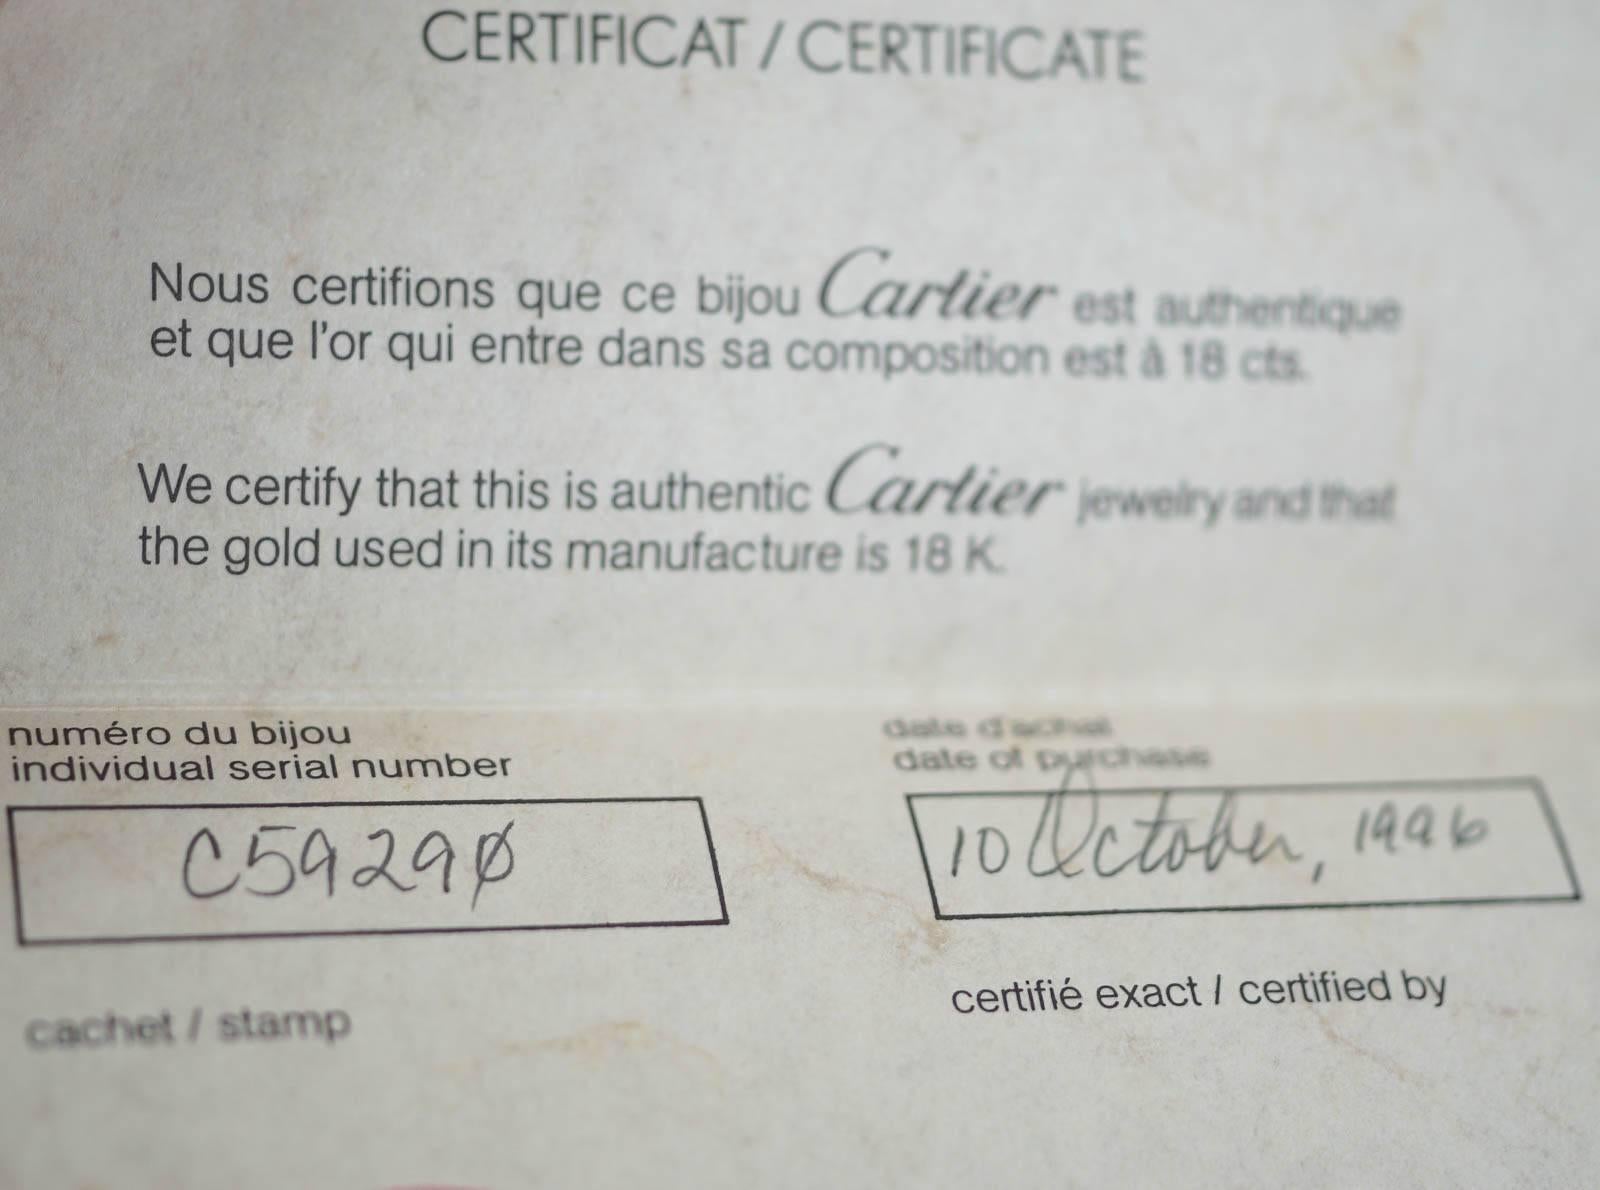 CERTIFICAT / CERTIFICATE
Nous certifions que ce bijou Cartier est authentique
et que l'or qui entre dans sa composition est à 18 cts.
We certify that this is authentic Cartier jewelry and that
the gold used in its manufacture is 18 K.
numéro du bijou
individual serial number
C59290
date d'achat
date of purchase
10 October, 1996
cachet / stamp
certifié exact / certified by